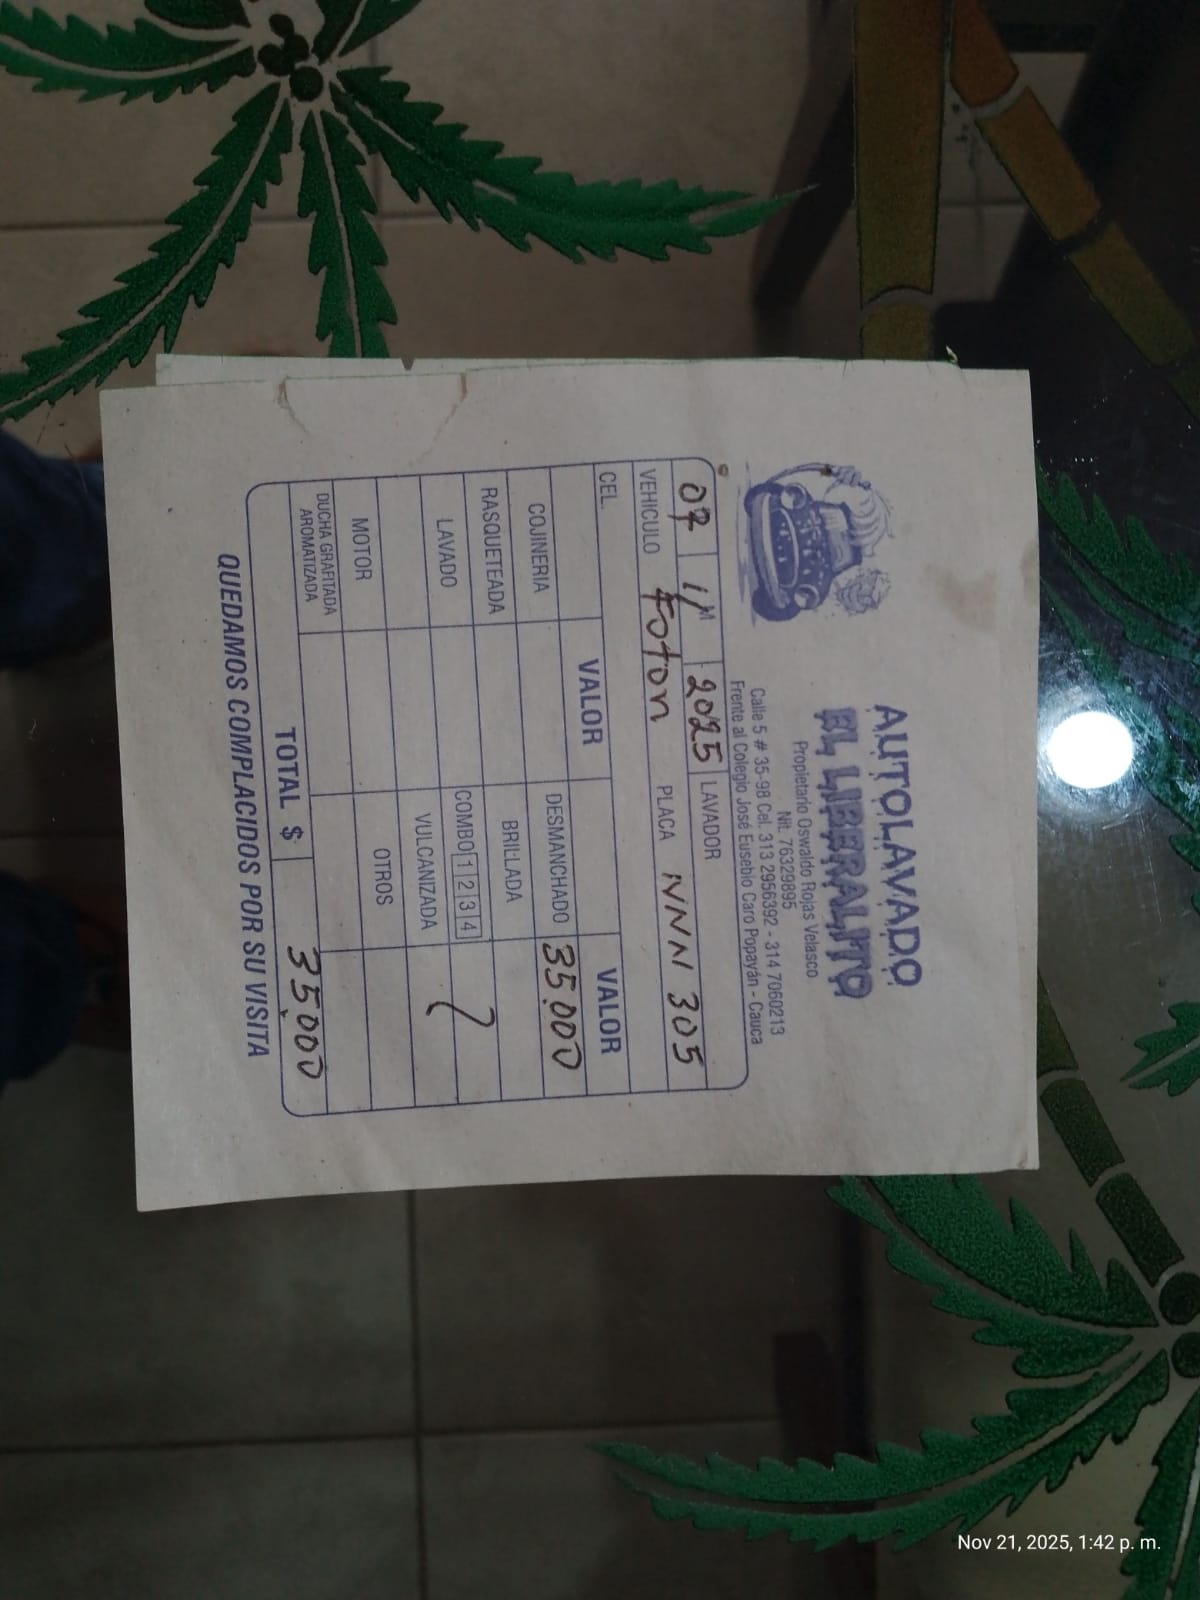 AUTOLAVADO
EL LIBERALITO
Propietario Oswaldo Rojas Velasco
Nit. 76329895
Calle 5 # 35-98 Cel. 313 2956392 - 314 7060213
Frente al Colegio José Eusebio Caro Popayán - Cauca
07 11 M 2025 LAVADOR
VEHICULO Foton PLACA NNN 305
CEL.
VALOR VALOR
COJINERIA DESMANCHADO 35.000
RASQUETEADA BRILLADA
LAVADO COMBO 1 2 3 4
VULCANIZADA
MOTOR OTROS
DUCHA GRAFITADA
AROMATIZADA
TOTAL $ 35.000
QUEDAMOS COMPLACIDOS POR SU VISITA
Nov 21, 2025, 1:42 p. m.